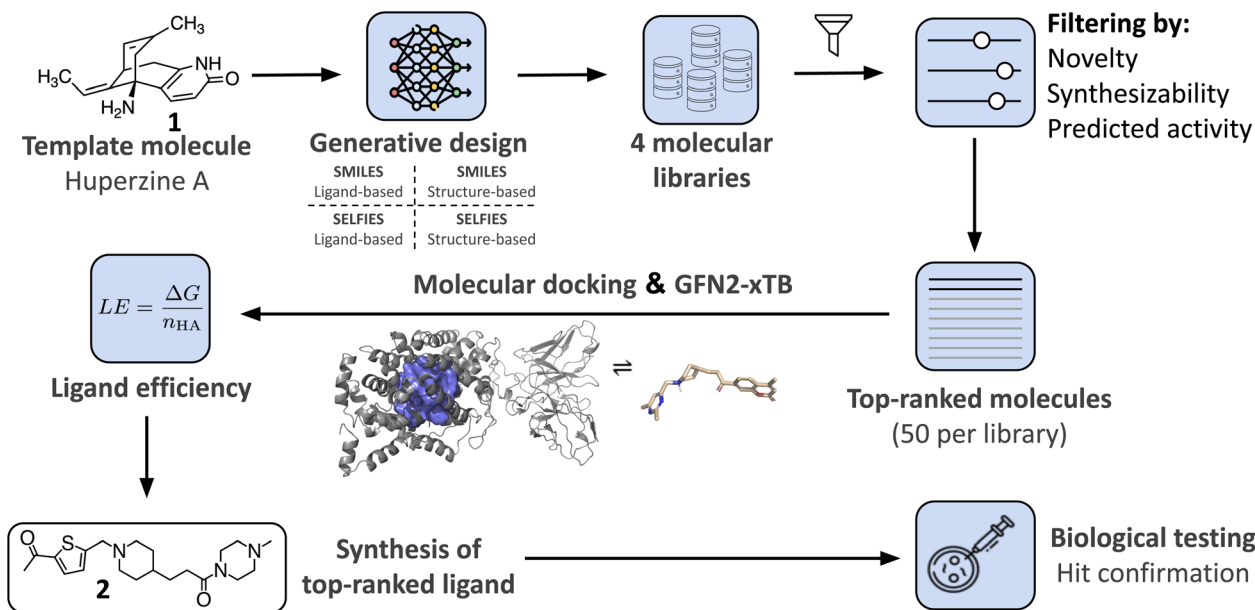 CH₃
H₃C
NH
O
H₂N
1
Template molecule
Huperzine A
Generative design
SMILES
Ligand-based
SMILES
Structure-based
SELFIES
Ligand-based
SELFIES
Structure-based
4 molecular
libraries
Filtering by:
Novelty
Synthesizability
Predicted activity
Molecular docking & GFN2-xTB
LE = ΔG / n_HA
Ligand efficiency
Top-ranked molecules
(50 per library)
O
S
N
O
N
N
2
Synthesis of
top-ranked ligand
Biological testing
Hit confirmation